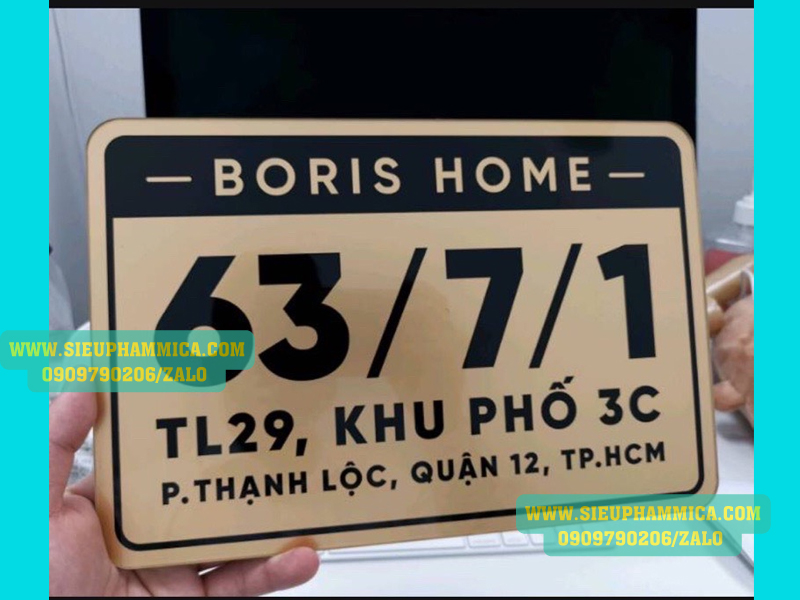 — BORIS HOME —
63/7/1
TL29, KHU PHỐ 3C
P.THẠNH LỘC, QUẬN 12, TP.HCM
WWW.SIEUPHAMMICA.COM
0909790206/ZALO
WWW.SIEUPHAMMICA.COM
0909790206/ZALO